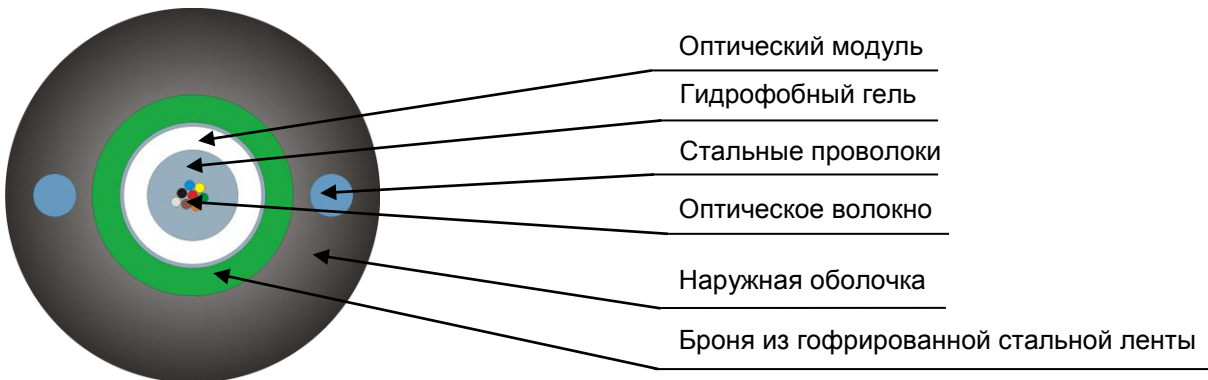 Оптический модуль
Гидрофобный гель
Стальные проволоки
Оптическое волокно
Наружная оболочка
Броня из гофрированной стальной ленты